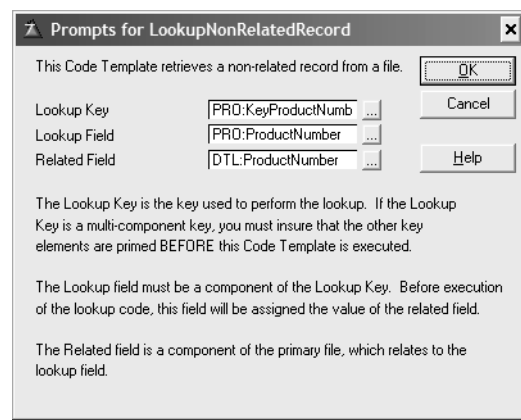 Prompts for LookupNonRelatedRecord
This Code Template retrieves a non-related record from a file.
OK
Lookup Key PRO:KeyProductNumb ...
Cancel
Lookup Field PRO:ProductNumber ...
Related Field DTL:ProductNumber ...
Help
The Lookup Key is the key used to perform the lookup. If the Lookup
Key is a multi-component key, you must insure that the other key
elements are primed BEFORE this Code Template is executed.
The Lookup field must be a component of the Lookup Key. Before execution
of the lookup code, this field will be assigned the value of the related field.
The Related field is a component of the primary file, which relates to the
lookup field.